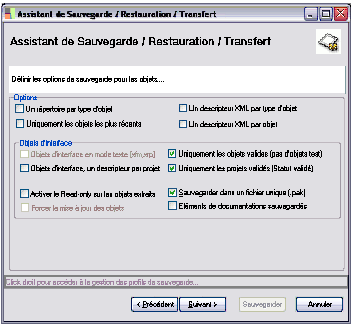 Assistant de Sauvegarde / Restauration / Transfert
Assistant de Sauvegarde / Restauration / Transfert
Définir les options de sauvegarde pour les objets....
Options
Un répertoire par type d'objet
Un descripteur XML par type d'objet
Uniquement les objets les plus récents
Un descripteur XML par objet
Objets d'interface
Objets d'interface en mode texte (xfm,xrp)
Uniquement les objets valides (pas d'objets test)
Objets d'interface, un descripteur par projet
Uniquement les projets validés (Statut validé)
Activer le Read-only sur les objets extraits
Sauvegarder dans un fichier unique (.pak)
Forcer la mise à jour des objets
Eléments de documentations sauvegardés
Click droit pour accéder à la gestion des profils de sauvegarde...
< Précédent
Suivant >
Sauvegarder
Annuler